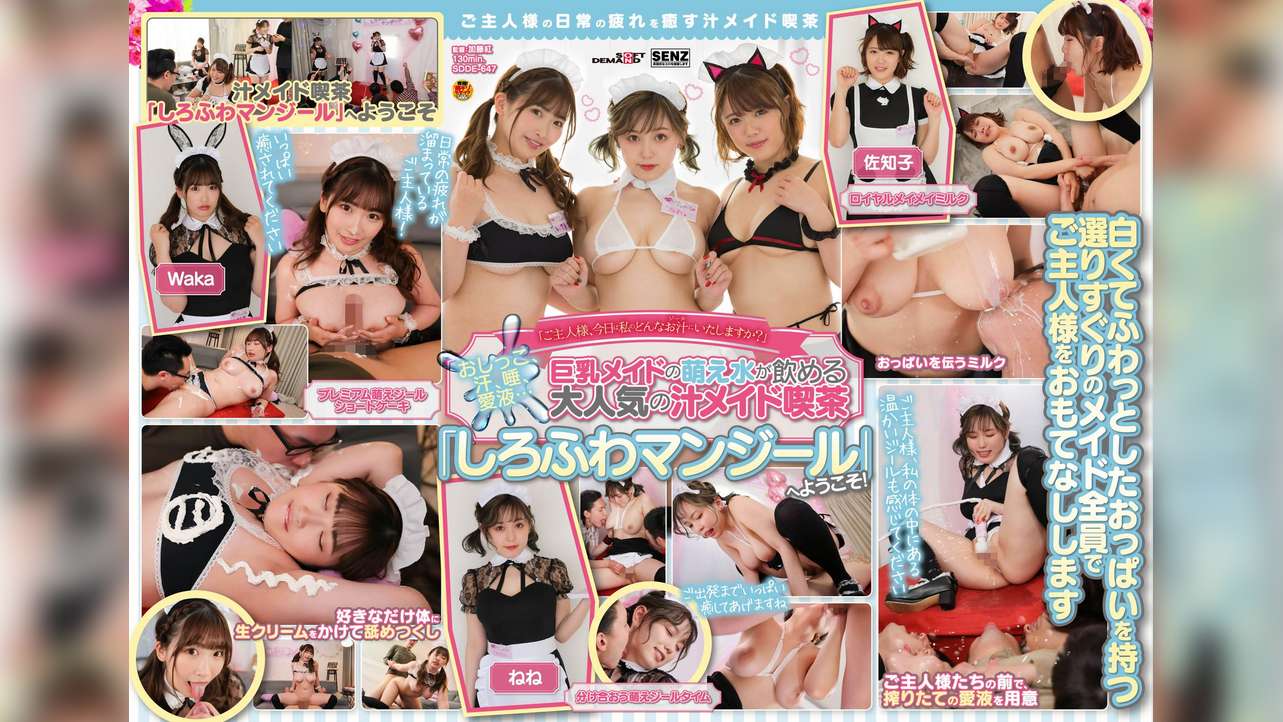 ご主人様の日常の疲れを癒す汁メイド喫茶
汁メイド喫茶
「しろふわマンジール」へようこそ
監督：加藤紅
130min.
SDDE-647
SOFT ON DEMAND
SENZ
日常の疲れが
溜まっている
ご主人様！
いっぱい
癒されてくださいね
Waka
プレミアム萌えジール
ショートケーキ
佐知子
ロイヤルメイメイミルク
おっぱいを伝うミルク
白くてふわっとしたおっぱいを持つ
選りすぐりのメイド全員で
ご主人様をおもてなしします
「ご主人様、今日は私のどんなお汁にいたしますか？」
おしっこ
汗、唾
愛液…
巨乳メイドの萌え水が飲める
大人気の汁メイド喫茶
「しろふわマンジール」
へようこそ！
ご主人様、私の体の中にある
温かいジールも感じてください
ねね
ご出発までいっぱい
癒してあげますね
分け合おう萌えジールタイム
好きなだけ体に
生クリームをかけて舐めつくし
ご主人様たちの前で、
搾りたての愛液を用意